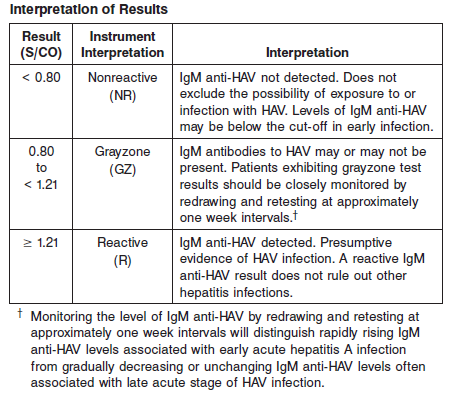 Interpretation of Results
Result Instrument
(S/CO) Interpretation Interpretation
< 0.80 Nonreactive IgM anti-HAV not detected. Does not
(NR) exclude the possibility of exposure to or
infection with HAV. Levels of IgM anti-HAV
may be below the cut-off in early infection.
0.80 Grayzone IgM antibodies to HAV may or may not be
to (GZ) present. Patients exhibiting grayzone test
< 1.21 results should be closely monitored by
redrawing and retesting at approximately
one week intervals.†
≥ 1.21 Reactive IgM anti-HAV detected. Presumptive
(R) evidence of HAV infection. A reactive IgM
anti-HAV result does not rule out other
hepatitis infections.
† Monitoring the level of IgM anti-HAV by redrawing and retesting at
approximately one week intervals will distinguish rapidly rising IgM
anti-HAV levels associated with early acute hepatitis A infection
from gradually decreasing or unchanging IgM anti-HAV levels often
associated with late acute stage of HAV infection.